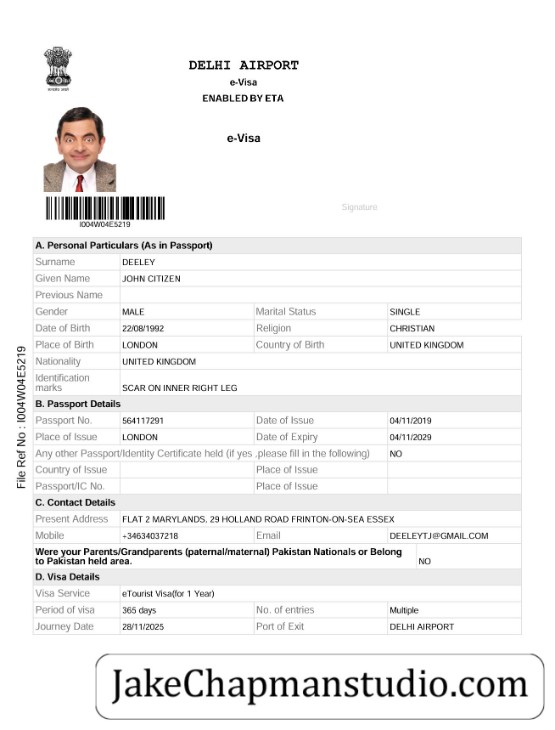 DELHI AIRPORT
e-Visa
ENABLED BY ETA
e-Visa
I004W04E5219
Signature
File Ref No : I004W04E5219
A. Personal Particulars (As in Passport)
Surname DEELEY
Given Name JOHN CITIZEN
Previous Name
Gender MALE Marital Status SINGLE
Date of Birth 22/08/1992 Religion CHRISTIAN
Place of Birth LONDON Country of Birth UNITED KINGDOM
Nationality UNITED KINGDOM
Identification
marks SCAR ON INNER RIGHT LEG
B. Passport Details
Passport No. 564117291 Date of Issue 04/11/2019
Place of Issue LONDON Date of Expiry 04/11/2029
Any other Passport/Identity Certificate held (if yes ,please fill in the following) NO
Country of Issue Place of Issue
Passport/IC No. Place of Issue
C. Contact Details
Present Address FLAT 2 MARYLANDS. 29 HOLLAND ROAD FRINTON-ON-SEA ESSEX
Mobile +34634037218 Email DEELEYTJ@GMAIL.COM
Were your Parents/Grandparents (paternal/maternal) Pakistan Nationals or Belong
to Pakistan held area. NO
D. Visa Details
Visa Service eTourist Visa(for 1 Year)
Period of visa 365 days No. of entries Multiple
Journey Date 28/11/2025 Port of Exit DELHI AIRPORT
JakeChapmanstudio.com